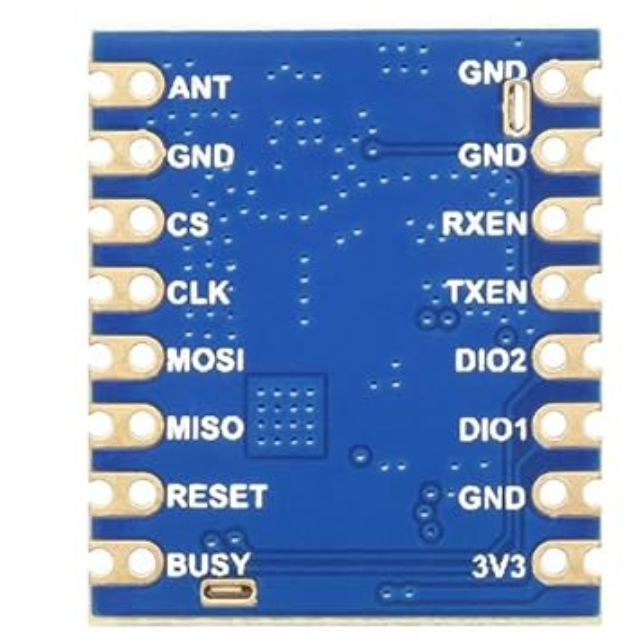 ANT GND
GND GND
CS RXEN
CLK TXEN
MOSI DIO2
MISO DIO1
RESET GND
BUSY 3V3